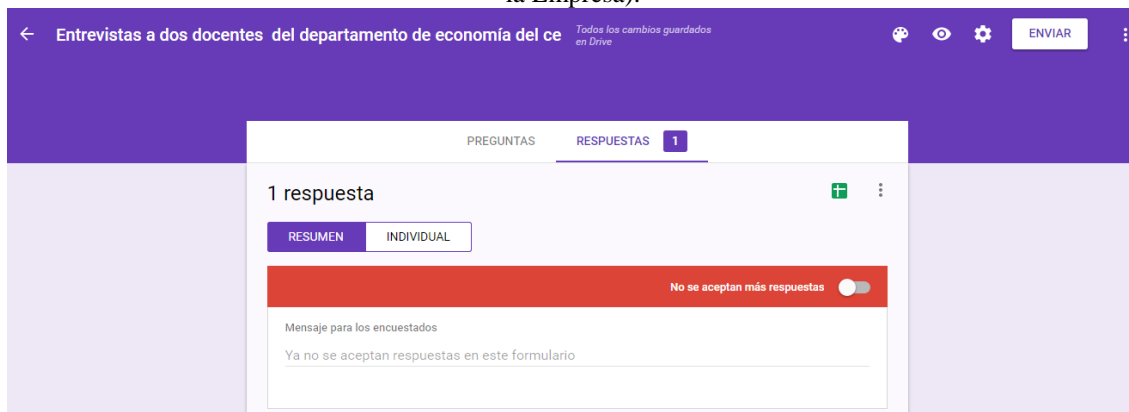 la Empresa).
Entrevistas a dos docentes del departamento de economía del ce
Todos los cambios guardados
en Drive
ENVIAR
PREGUNTAS
RESPUESTAS 1
1 respuesta
RESUMEN
INDIVIDUAL
No se aceptan más respuestas
Mensaje para los encuestados
Ya no se aceptan respuestas en este formulario